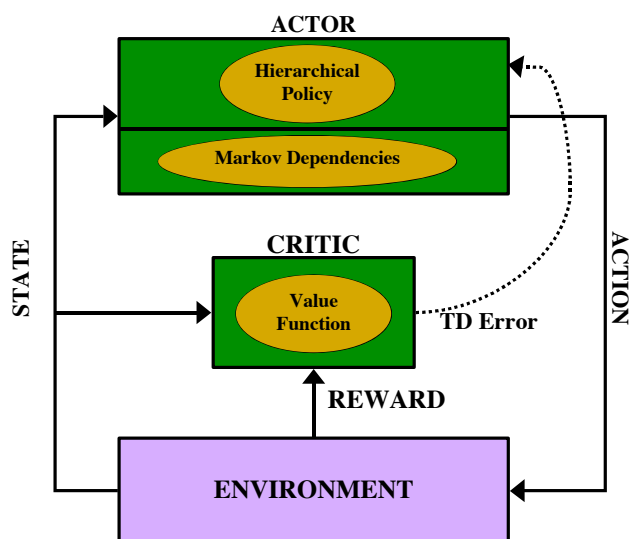 ACTOR
Hierarchical
Policy
Markov Dependencies
STATE
CRITIC
ACTION
Value
Function
TD Error
REWARD
ENVIRONMENT